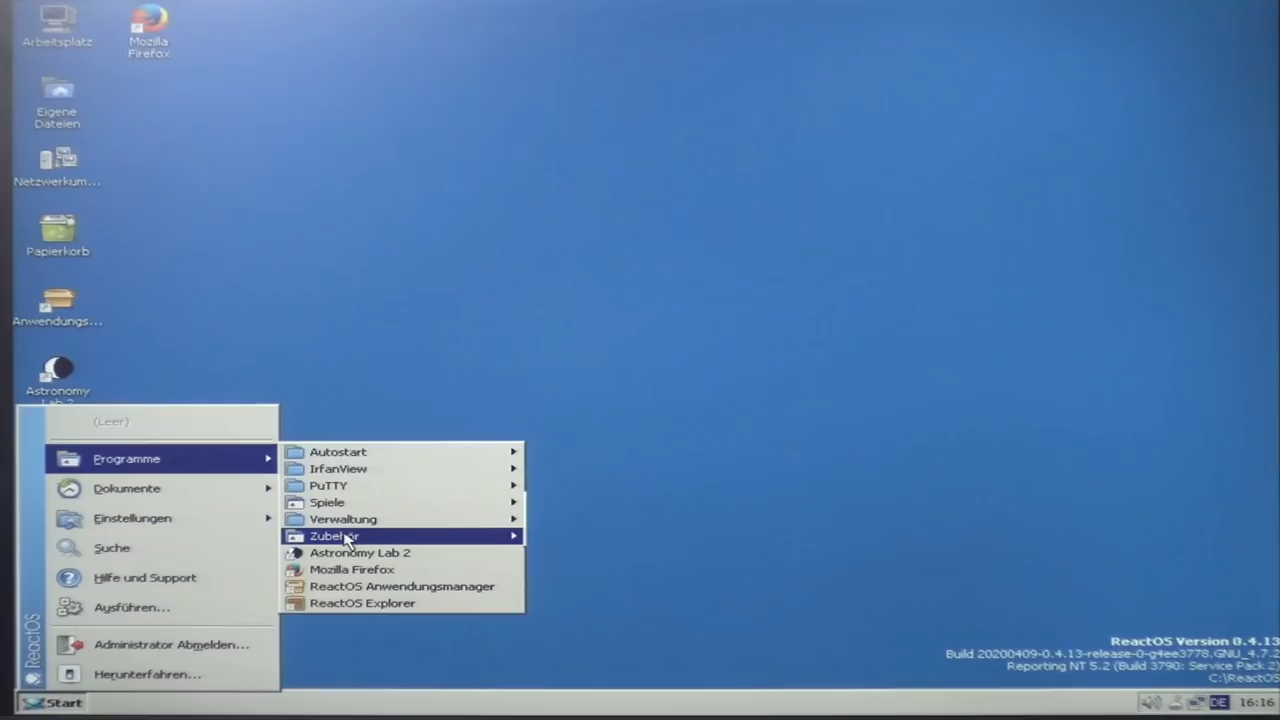 Arbeitsplatz
Mozilla
Firefox
Eigene
Dateien
Netzwerkum...
Papierkorb
Anwendungs...
Astronomy
Lab 2
(Leer)
Programme
Dokumente
Einstellungen
Suche
Hilfe und Support
Ausführen...
Administrator Abmelden...
Herunterfahren...
ReactOS
Autostart
IrfanView
PuTTY
Spiele
Verwaltung
Zubehör
Astronomy Lab 2
Mozilla Firefox
ReactOS Anwendungsmanager
ReactOS Explorer
ReactOS Version 0.4.13
Build 20200409-0.4.13-release-0-g4ee3778.GNU_4.7.2
Reporting NT 5.2 (Build 3790: Service Pack 2)
C:\ReactOS
Start
DE
16:16